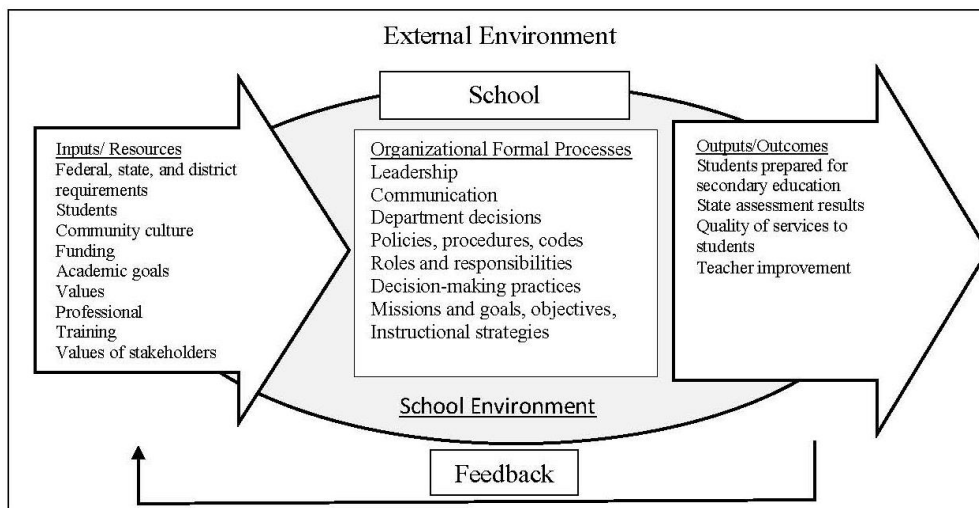 External Environment
School
Inputs/ Resources
Federal, state, and district
requirements
Students
Community culture
Funding
Academic goals
Values
Professional
Training
Values of stakeholders
Organizational Formal Processes
Leadership
Communication
Department decisions
Policies, procedures, codes
Roles and responsibilities
Decision-making practices
Missions and goals, objectives,
Instructional strategies
Outputs/Outcomes
Students prepared for
secondary education
State assessment results
Quality of services to
students
Teacher improvement
School Environment
Feedback